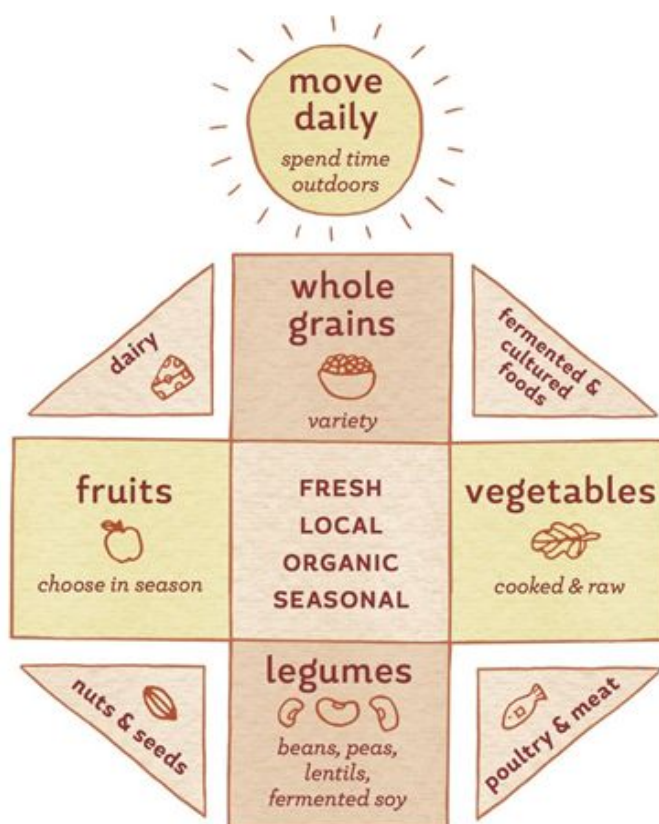 move
daily
spend time
outdoors
dairy
whole
grains
variety
fermented &
cultured
foods
fruits
choose in season
FRESH
LOCAL
ORGANIC
SEASONAL
vegetables
cooked & raw
nuts & seeds
legumes
beans, peas,
lentils,
fermented soy
poultry & meat